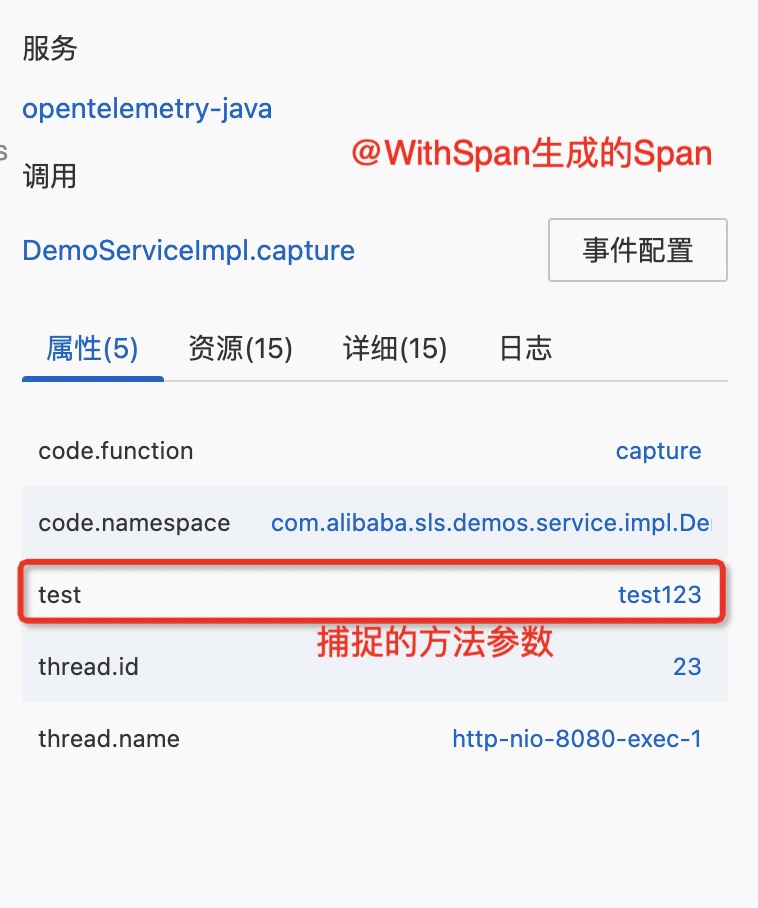 服务
opentelemetry-java
@WithSpan生成的Span
s
调用
DemoServiceImpl.capture
事件配置
属性(5) 资源(15) 详细(15) 日志
code.function capture
code.namespace com.alibaba.sls.demos.service.impl.De
test test123
捕捉的方法参数
thread.id 23
thread.name http-nio-8080-exec-1